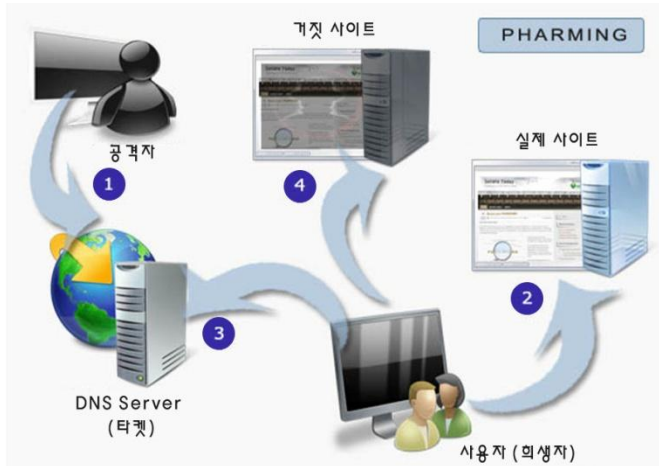 거짓 사이트
PHARMING
공격자
실제 사이트
1
4
2
3
DNS Server
(타켓)
사용자 (희생자)